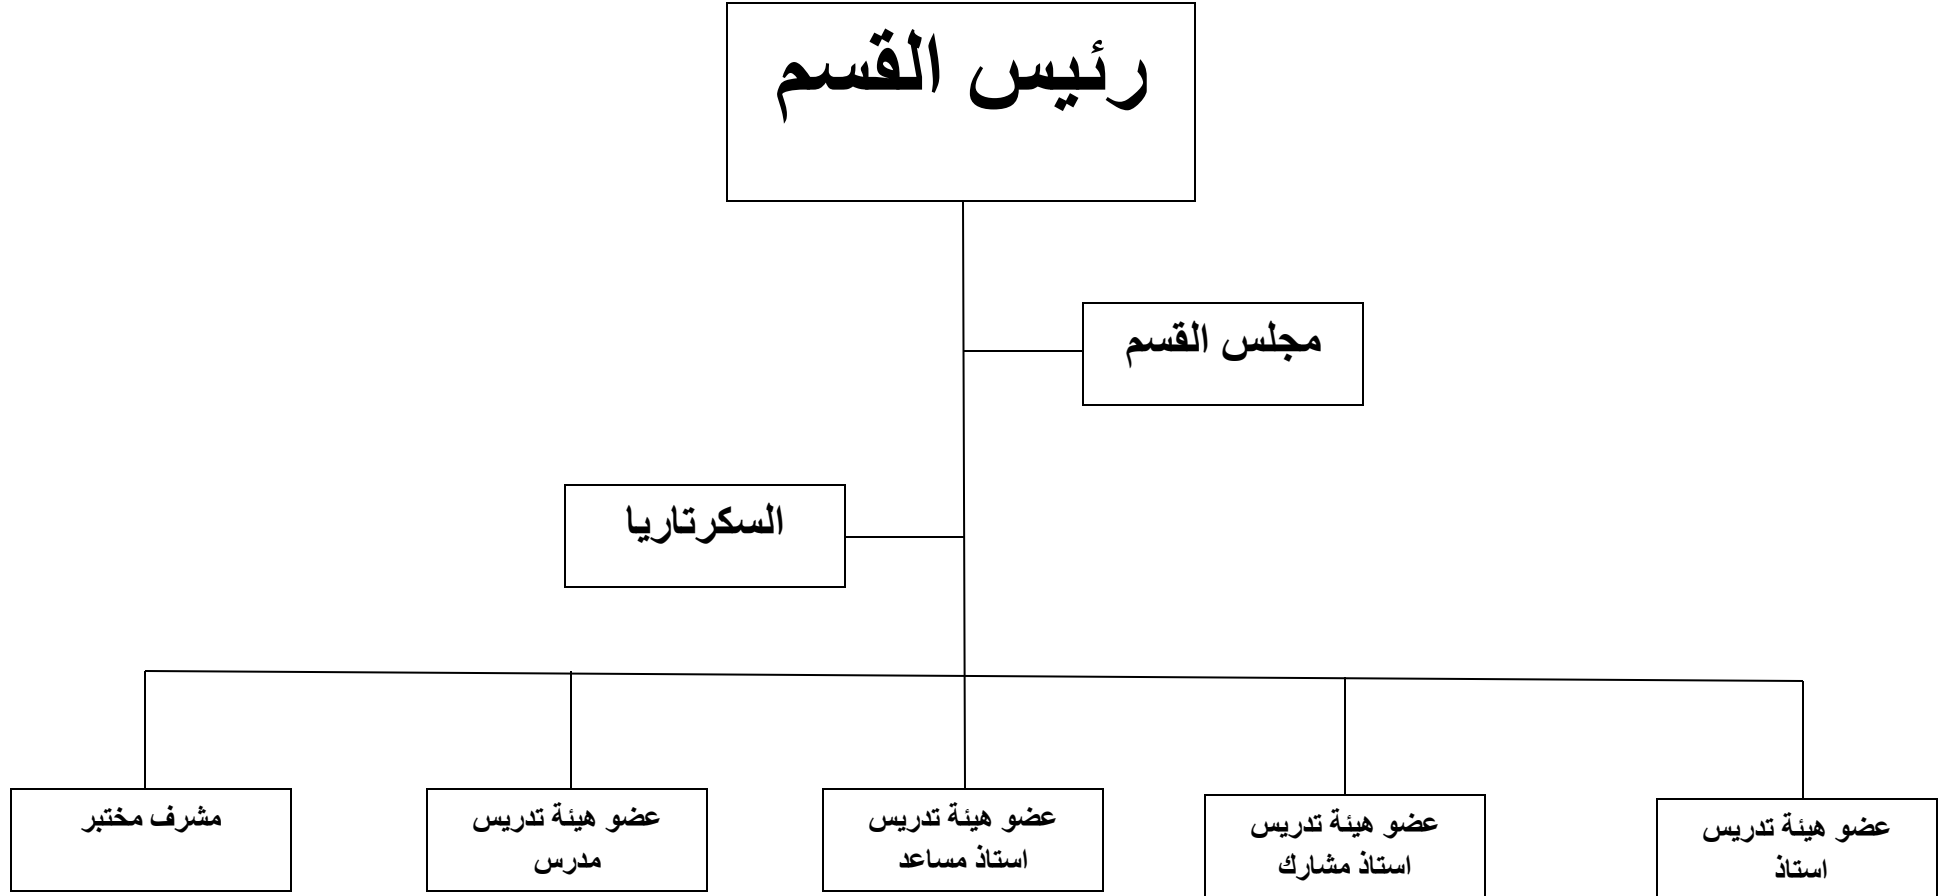 رئيس القسم
مجلس القسم
السكرتاريا
عضو هيئة تدريس
استاذ
عضو هيئة تدريس
استاذ مشارك
عضو هيئة تدريس
استاذ مساعد
عضو هيئة تدريس
مدرس
مشرف مختبر